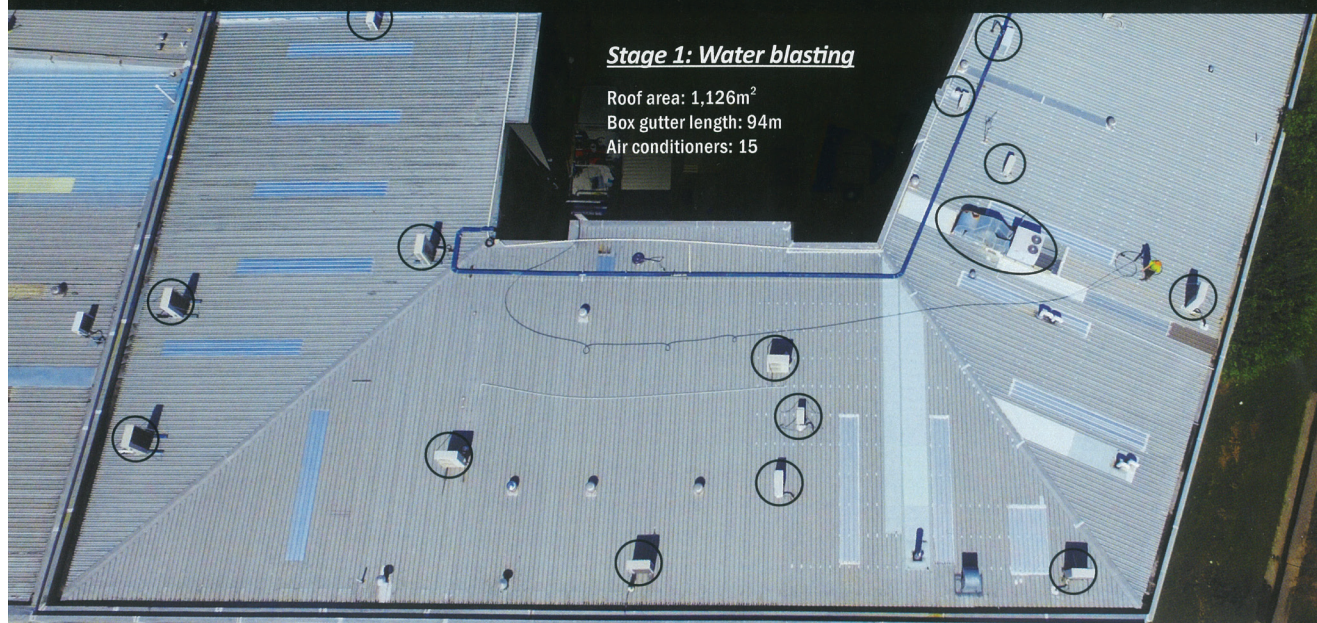 Stage 1: Water blasting
Roof area: 1,126m²
Box gutter length: 94m
Air conditioners: 15